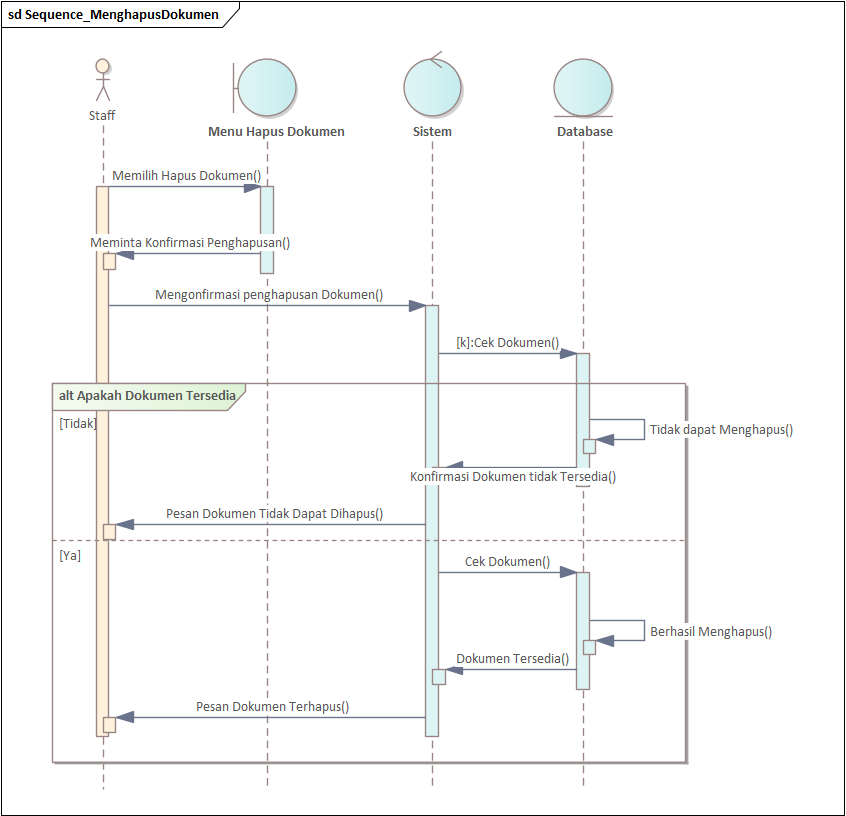 sd Sequence_MenghapusDokumen
Staff
Menu Hapus Dokumen
Sistem
Database
Memilih Hapus Dokumen()
Meminta Konfirmasi Penghapusan()
Mengonfirmasi penghapusan Dokumen()
[k]:Cek Dokumen()
alt Apakah Dokumen Tersedia
[Tidak]
Tidak dapat Menghapus()
Konfirmasi Dokumen tidak Tersedia()
Pesan Dokumen Tidak Dapat Dihapus()
[Ya]
Cek Dokumen()
Berhasil Menghapus()
Dokumen Tersedia()
Pesan Dokumen Terhapus()